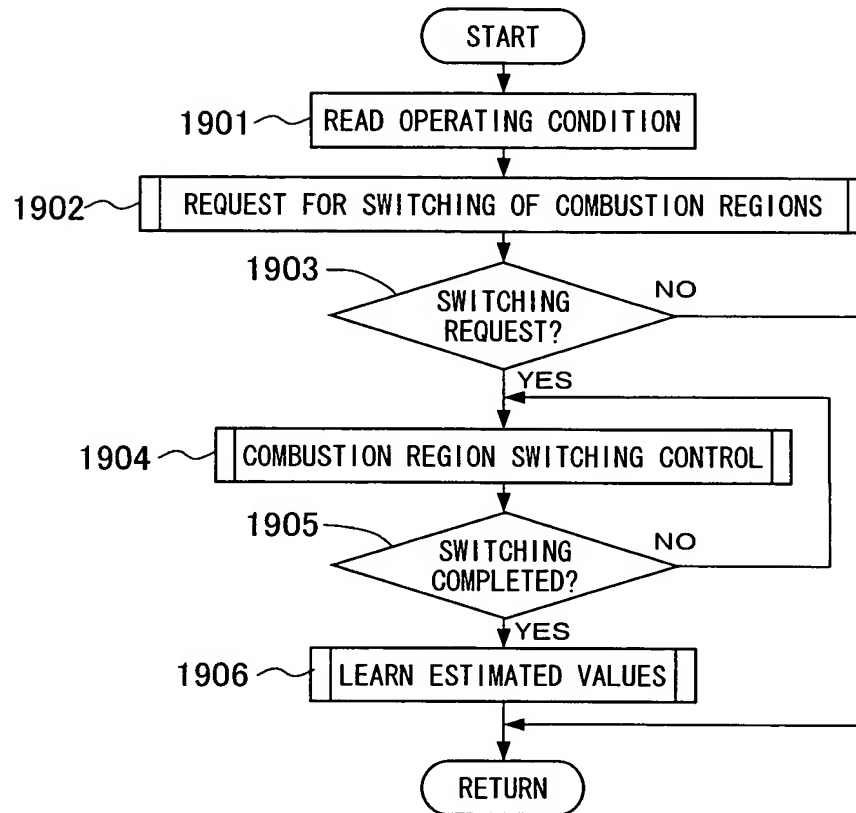 START
1901
READ OPERATING CONDITION
1902
REQUEST FOR SWITCHING OF COMBUSTION REGIONS
1903
SWITCHING
REQUEST?
NO
YES
1904
COMBUSTION REGION SWITCHING CONTROL
1905
SWITCHING
COMPLETED?
NO
YES
1906
LEARN ESTIMATED VALUES
RETURN